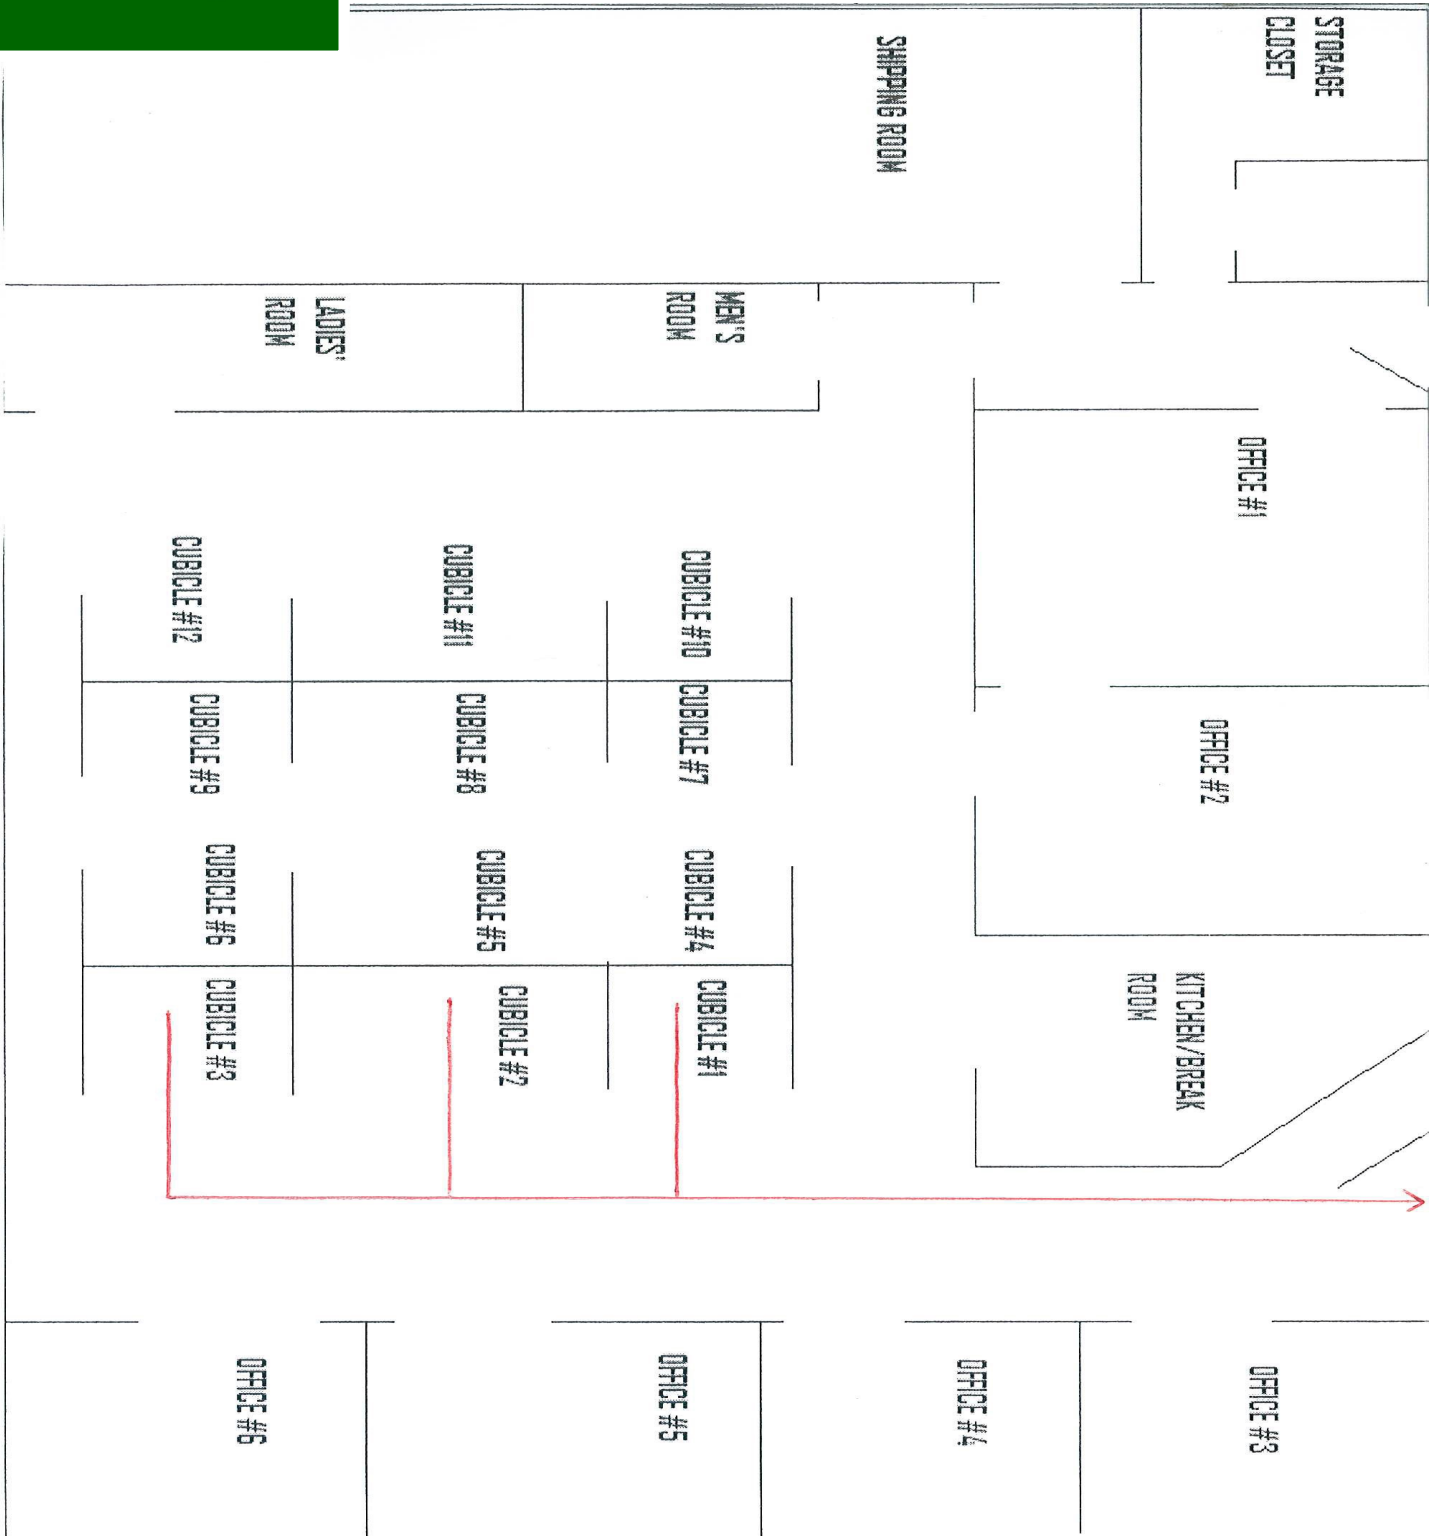 STORAGE
CLOSET
OFFICE #1
OFFICE #2
KITCHEN/BREAK
ROOM
OFFICE #3
SHIPPING ROOM
OFFICE #4
MEN'S
ROOM
CUBICLE #10
CUBICLE #7
CUBICLE #4
CUBICLE #1
OFFICE #5
CUBICLE #11
CUBICLE #8
CUBICLE #5
CUBICLE #2
LADIES'
ROOM
CUBICLE #12
CUBICLE #9
CUBICLE #6
CUBICLE #3
OFFICE #6